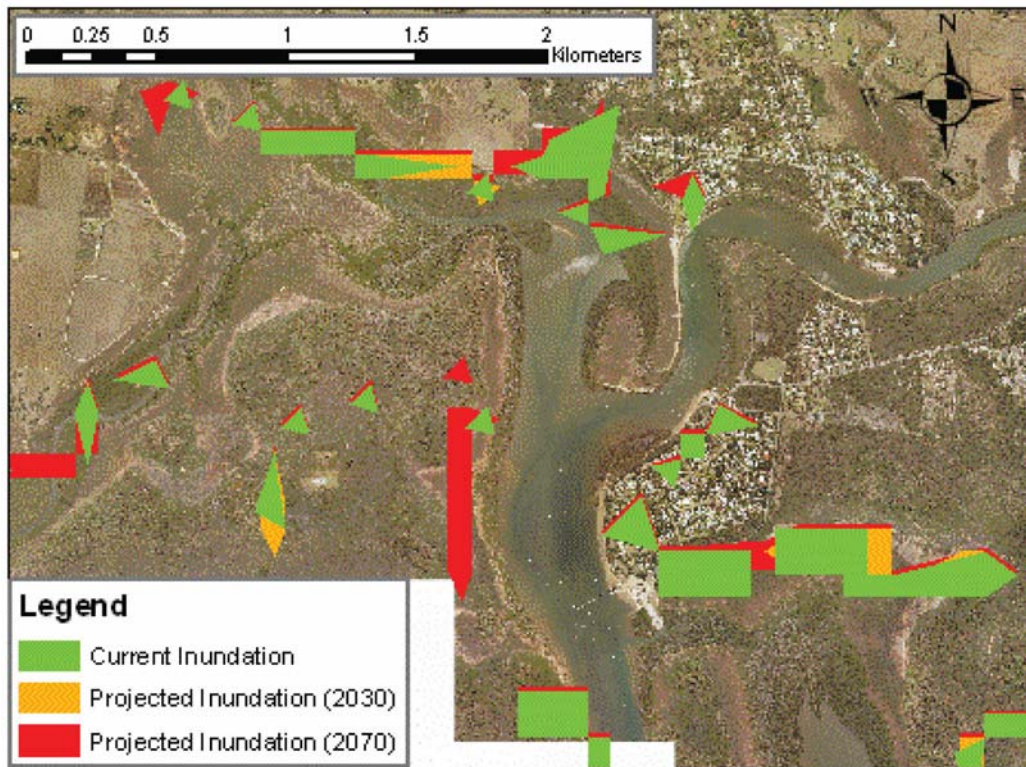 0 0.25 0.5 1 1.5 2
Kilometers
N
E
S
Legend
Current Inundation
Projected Inundation (2030)
Projected Inundation (2070)